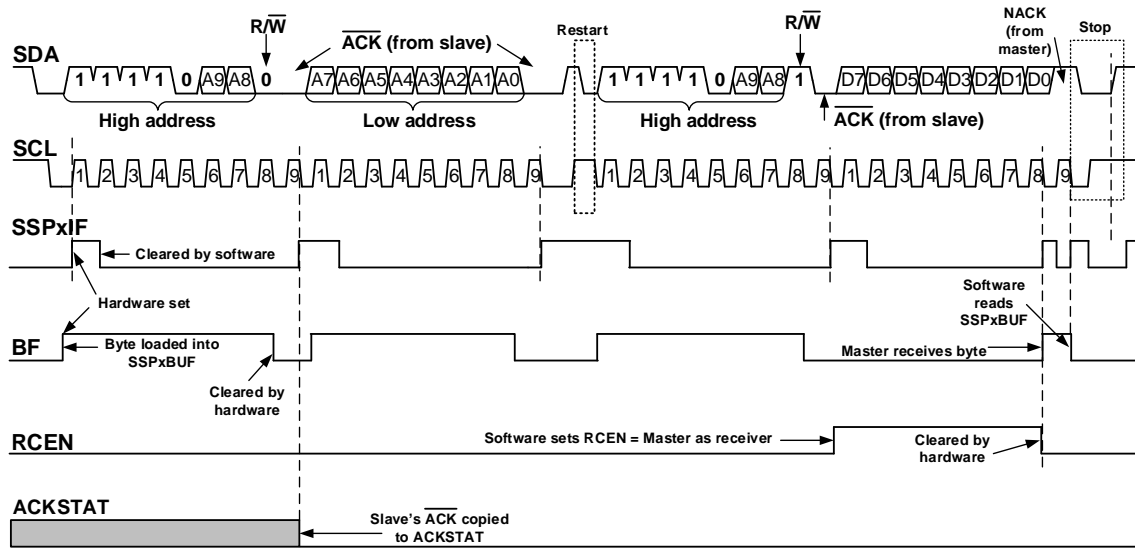 R/W
ACK (from slave)
Restart
R/W
NACK
(from
master)
Stop
SDA
1 1 1 1 0 A9 A8 0 A7 A6 A5 A4 A3 A2 A1 A0 1 1 1 1 0 A9 A8 1 D7 D6 D5 D4 D3 D2 D1 D0
High address
Low address
High address
ACK (from slave)
SCL
1 2 3 4 5 6 7 8 9 1 2 3 4 5 6 7 8 9 1 2 3 4 5 6 7 8 9 1 2 3 4 5 6 7 8 9
SSPxIF
Cleared by software
Hardware set
Software
reads
SSPxBUF
BF
Byte loaded into
SSPxBUF
Master receives byte
Cleared by
hardware
RCEN
Software sets RCEN = Master as receiver
Cleared by
hardware
ACKSTAT
Slave's ACK copied
to ACKSTAT